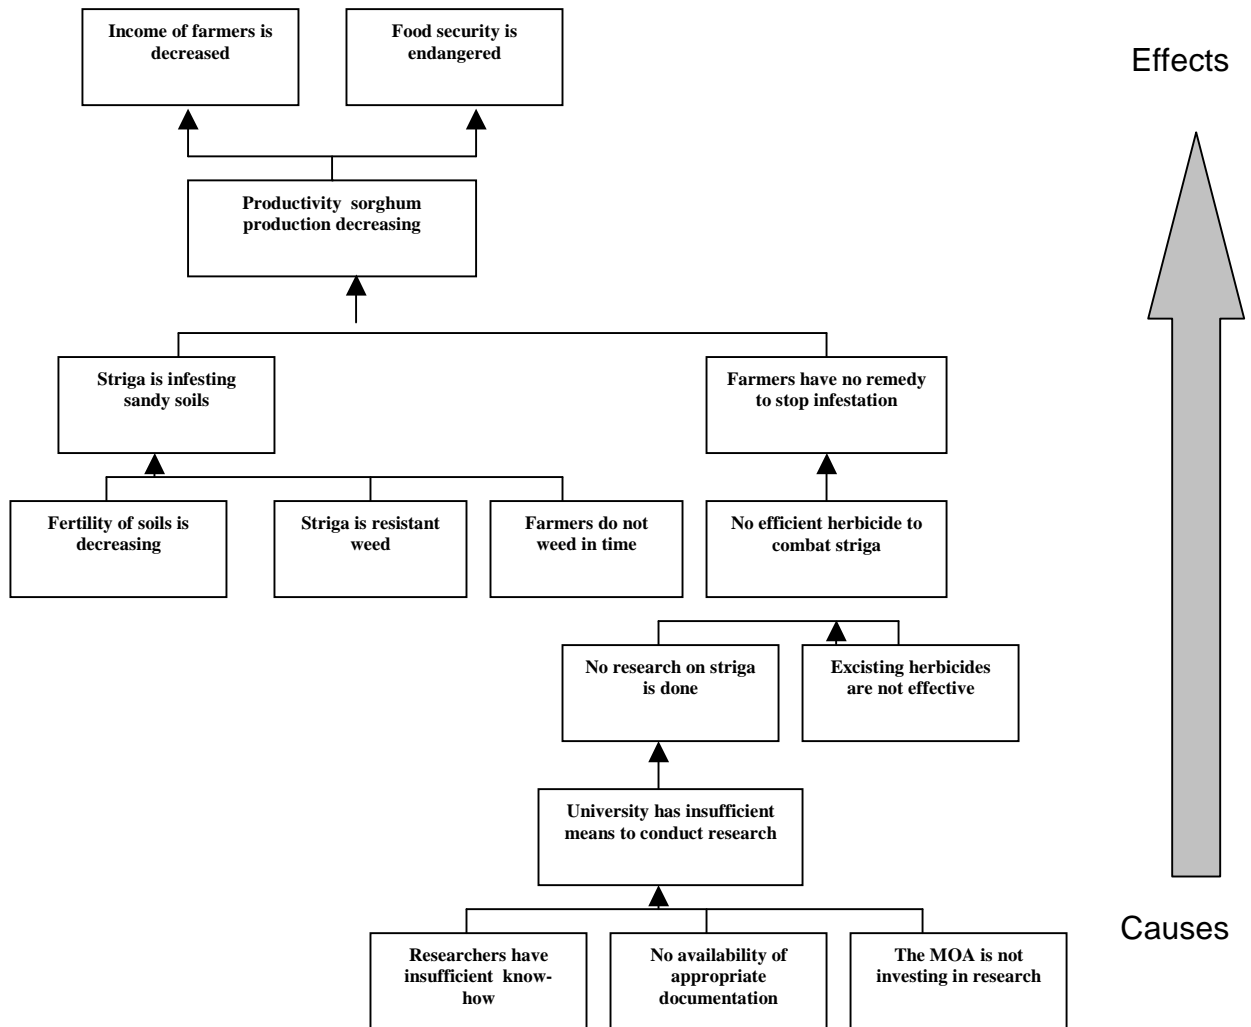 Income of farmers is
decreased
Food security is
endangered
Effects
Productivity  sorghum
production decreasing
Striga is infesting
sandy soils
Farmers have no remedy
to stop infestation
Fertility of soils is
decreasing
Striga is resistant
weed
Farmers do not
weed in time
No efficient herbicide to
combat striga
No research on striga
is done
Excisting herbicides
are not effective
University has insufficient
means to conduct research
Causes
Researchers have
insufficient  know-
how
No availability of
appropriate
documentation
The MOA is not
investing in research